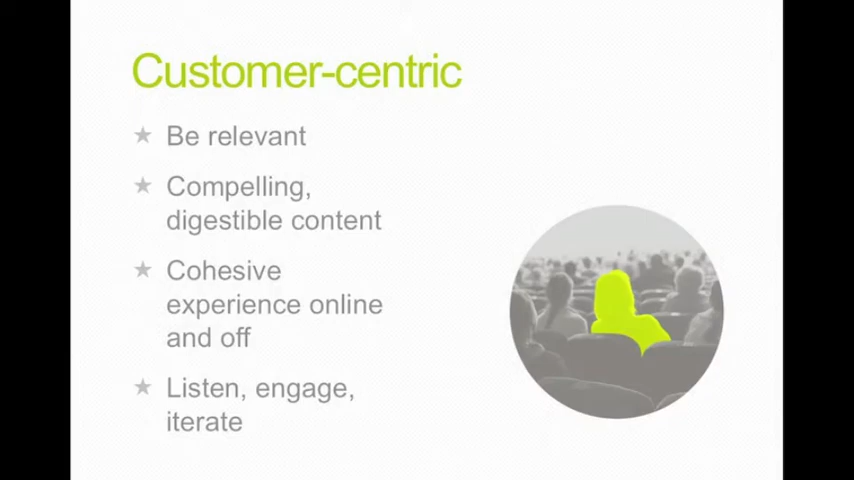 Customer-centric
Be relevant
Compelling,
digestible content
Cohesive
experience online
and off
Listen, engage,
iterate